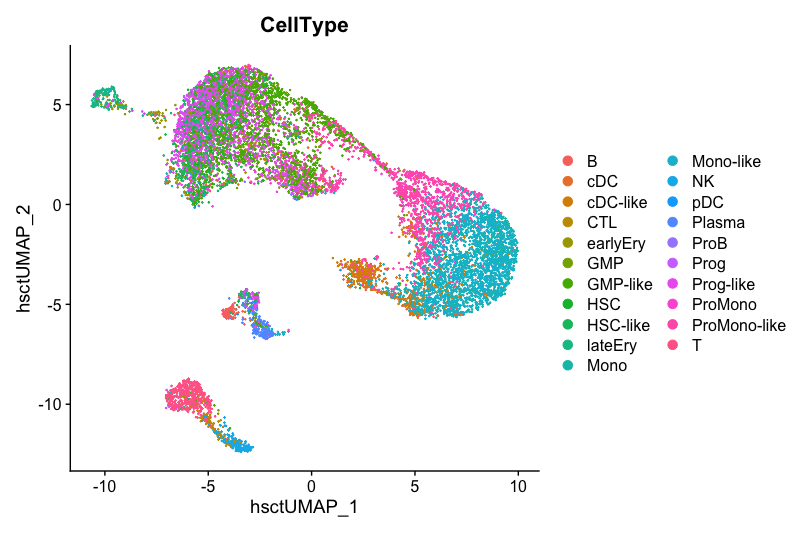 CellType
5
0
-5
-10
-10
-5
0
5
10
hsctUMAP_1
hsctUMAP_2
B
cDC
cDC-like
CTL
earlyEry
GMP
GMP-like
HSC
HSC-like
lateEry
Mono
Mono-like
NK
pDC
Plasma
ProB
Prog
Prog-like
ProMono
ProMono-like
T